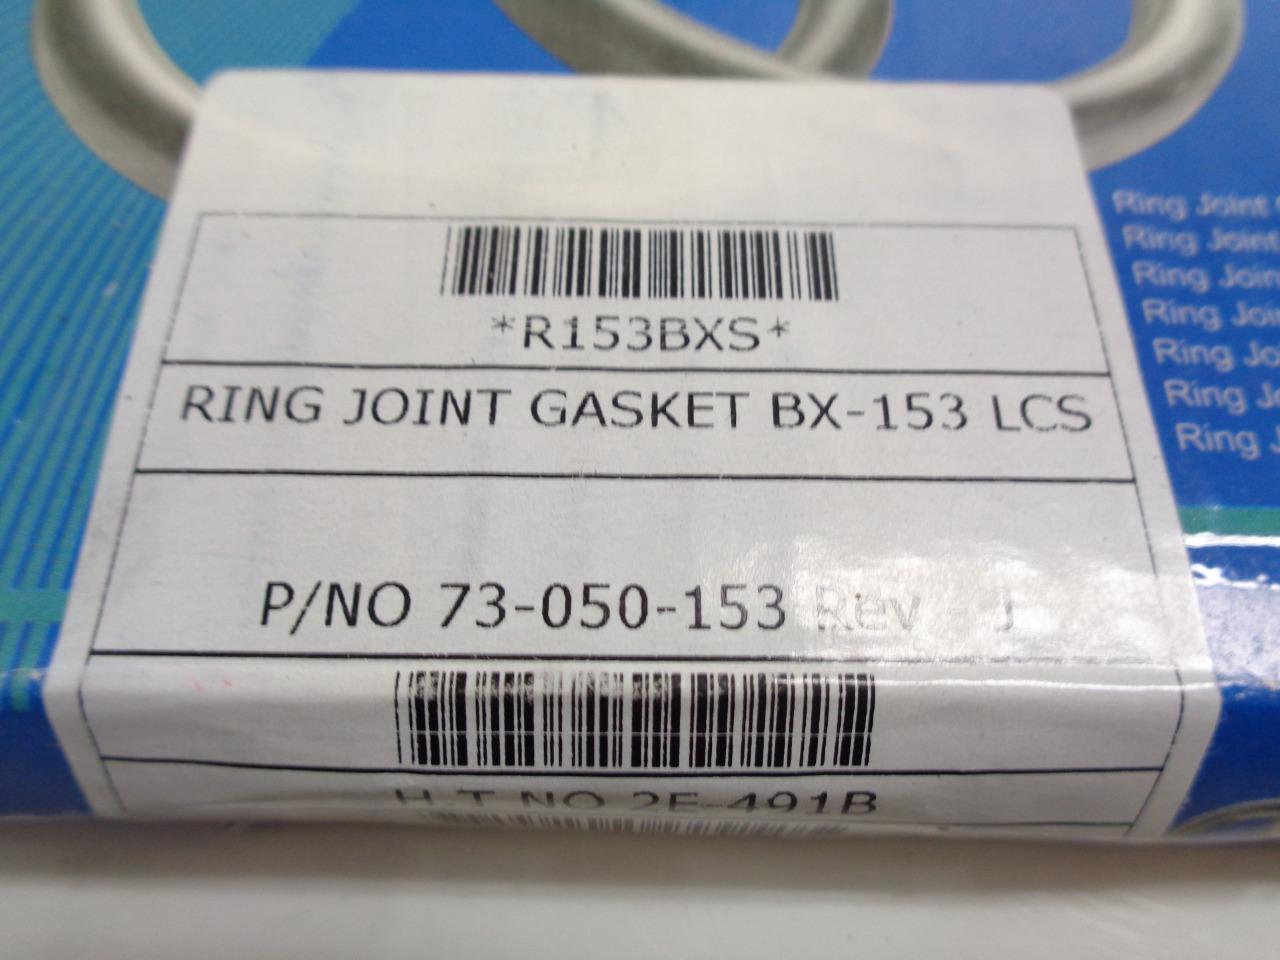 *R153BXS*
RING JOINT GASKET BX-153 LCS
P/NO 73-050-153 Rev - J
H.T NO 2E-491B
Ring Joint
Ring Joint
Ring Join
Ring Joi
Ring Jo
Ring Jo
Ring J